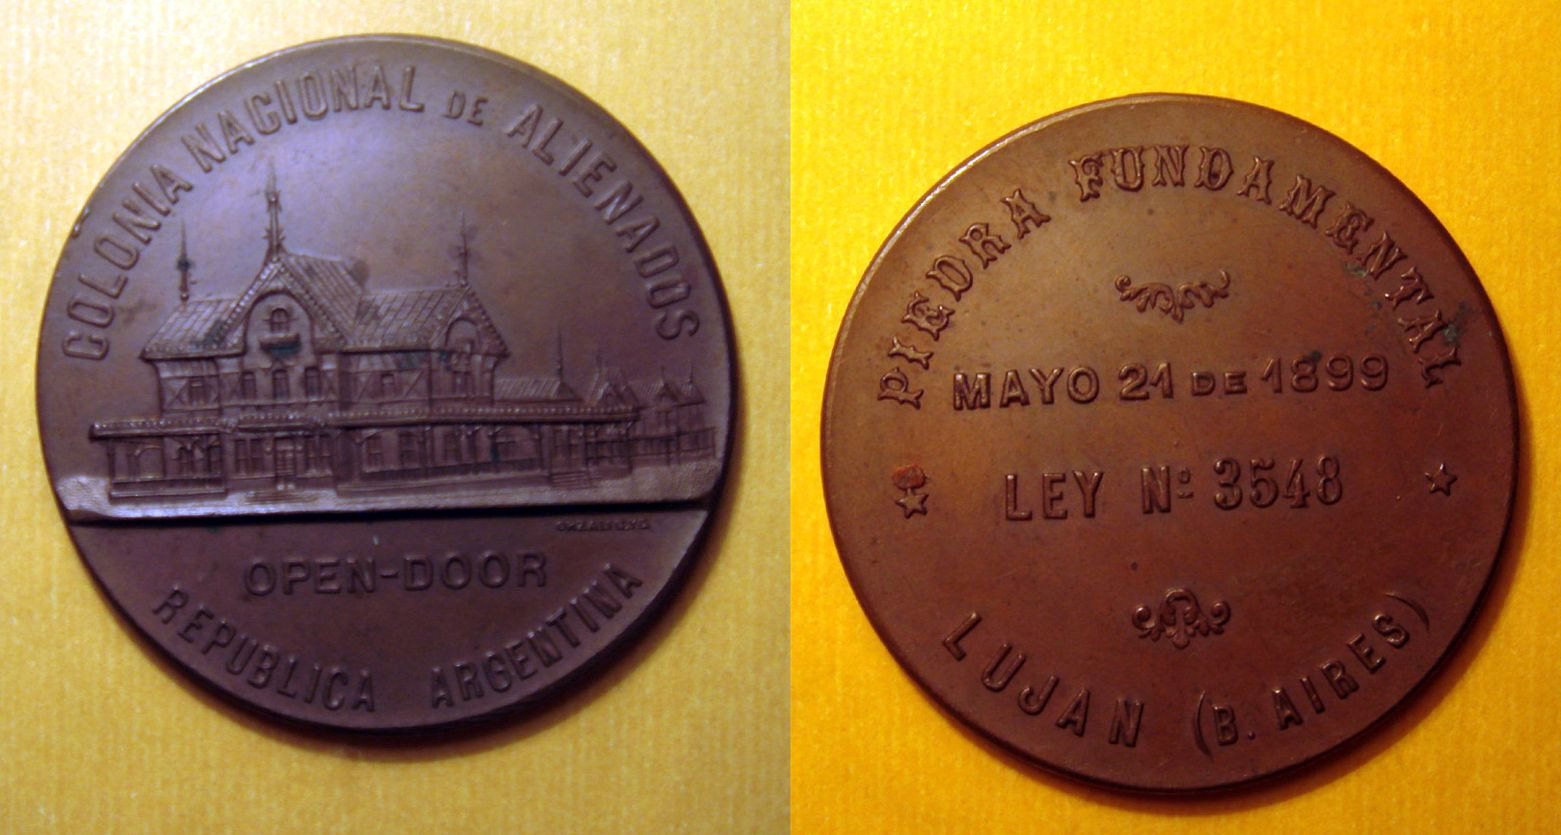 COLONIA NACIONAL DE ALIENADOS
OPEN-DOOR
REPUBLICA ARGENTINA
PIEDRA FUNDAMENTAL
MAYO 21 DE 1899
LEY Nº 3548
LUJAN (B. AIRES)